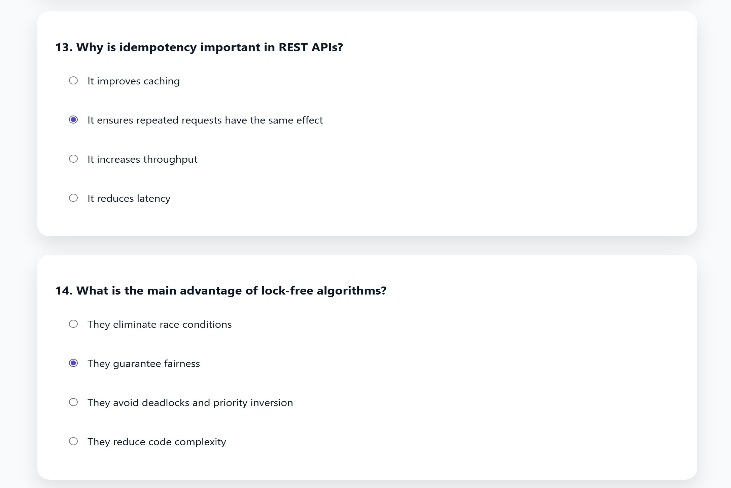 13. Why is idempotency important in REST APIs?
It improves caching
It ensures repeated requests have the same effect
It increases throughput
It reduces latency
14. What is the main advantage of lock-free algorithms?
They eliminate race conditions
They guarantee fairness
They avoid deadlocks and priority inversion
They reduce code complexity